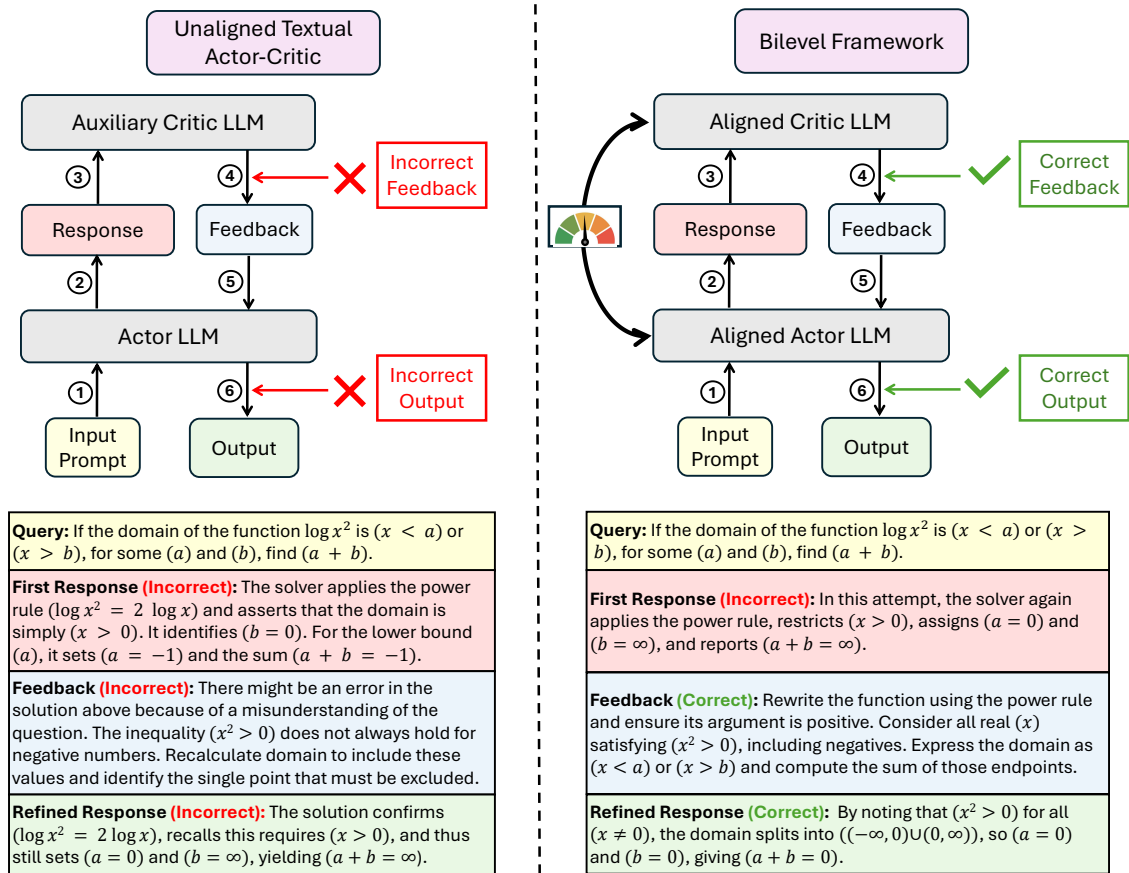 Unaligned Textual
Actor-Critic
Auxiliary Critic LLM
3
4
Incorrect
Feedback
Response
Feedback
2
5
Actor LLM
1
6
Incorrect
Output
Input
Prompt
Output
Query: If the domain of the function log x² is (x < a) or
(x > b), for some (a) and (b), find (a + b).
First Response (Incorrect): The solver applies the power
rule (log x² = 2 log x) and asserts that the domain is
simply (x > 0). It identifies (b = 0). For the lower bound
(a), it sets (a = −1) and the sum (a + b = −1).
Feedback (Incorrect): There might be an error in the
solution above because of a misunderstanding of the
question. The inequality (x² > 0) does not always hold for
negative numbers. Recalculate domain to include these
values and identify the single point that must be excluded.
Refined Response (Incorrect): The solution confirms
(log x² = 2 log x), recalls this requires (x > 0), and thus
still sets (a = 0) and (b = ∞), yielding (a + b = ∞).
Bilevel Framework
Aligned Critic LLM
3
4
Correct
Feedback
Response
Feedback
2
5
Aligned Actor LLM
1
6
Correct
Output
Input
Prompt
Output
Query: If the domain of the function log x² is (x < a) or (x >
b), for some (a) and (b), find (a + b).
First Response (Incorrect): In this attempt, the solver again
applies the power rule, restricts (x > 0), assigns (a = 0) and
(b = ∞), and reports (a + b = ∞).
Feedback (Correct): Rewrite the function using the power rule
and ensure its argument is positive. Consider all real (x)
satisfying (x² > 0), including negatives. Express the domain as
(x < a) or (x > b) and compute the sum of those endpoints.
Refined Response (Correct): By noting that (x² > 0) for all
(x ≠ 0), the domain splits into ((−∞, 0)∪(0, ∞)), so (a = 0)
and (b = 0), giving (a + b = 0).